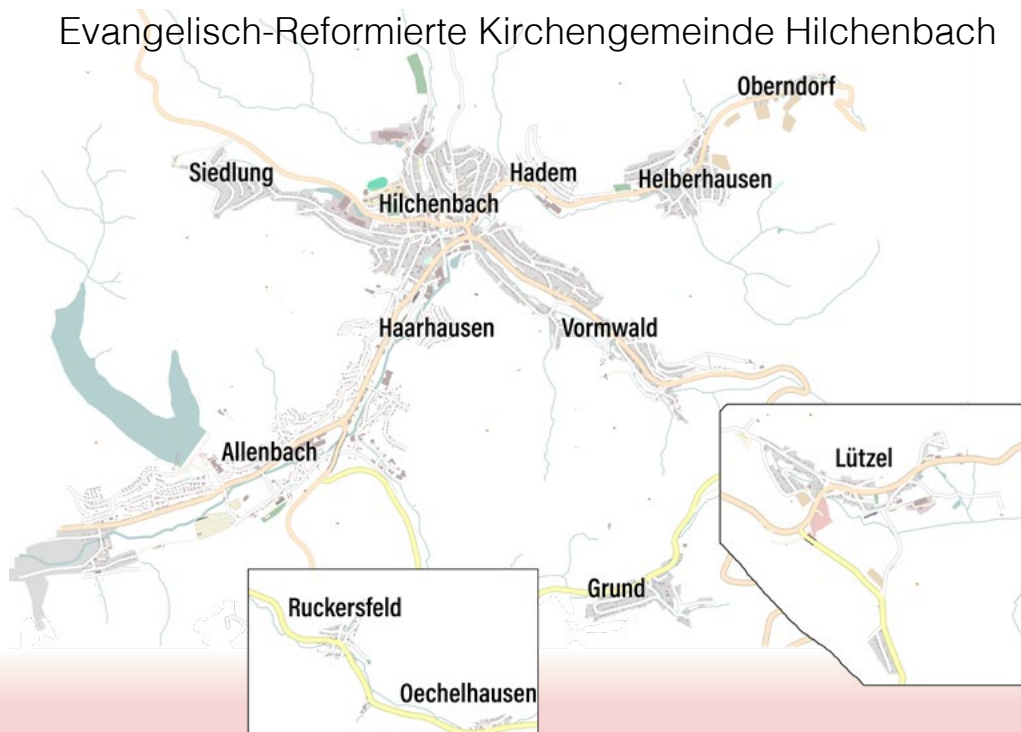 Evangelisch-Reformierte Kirchengemeinde Hilchenbach
Oberndorf
Siedlung
Hadem
Helberhausen
Hilchenbach
Haarhausen
Vormwald
Allenbach
Lützel
Grund
Ruckersfeld
Oechelhausen